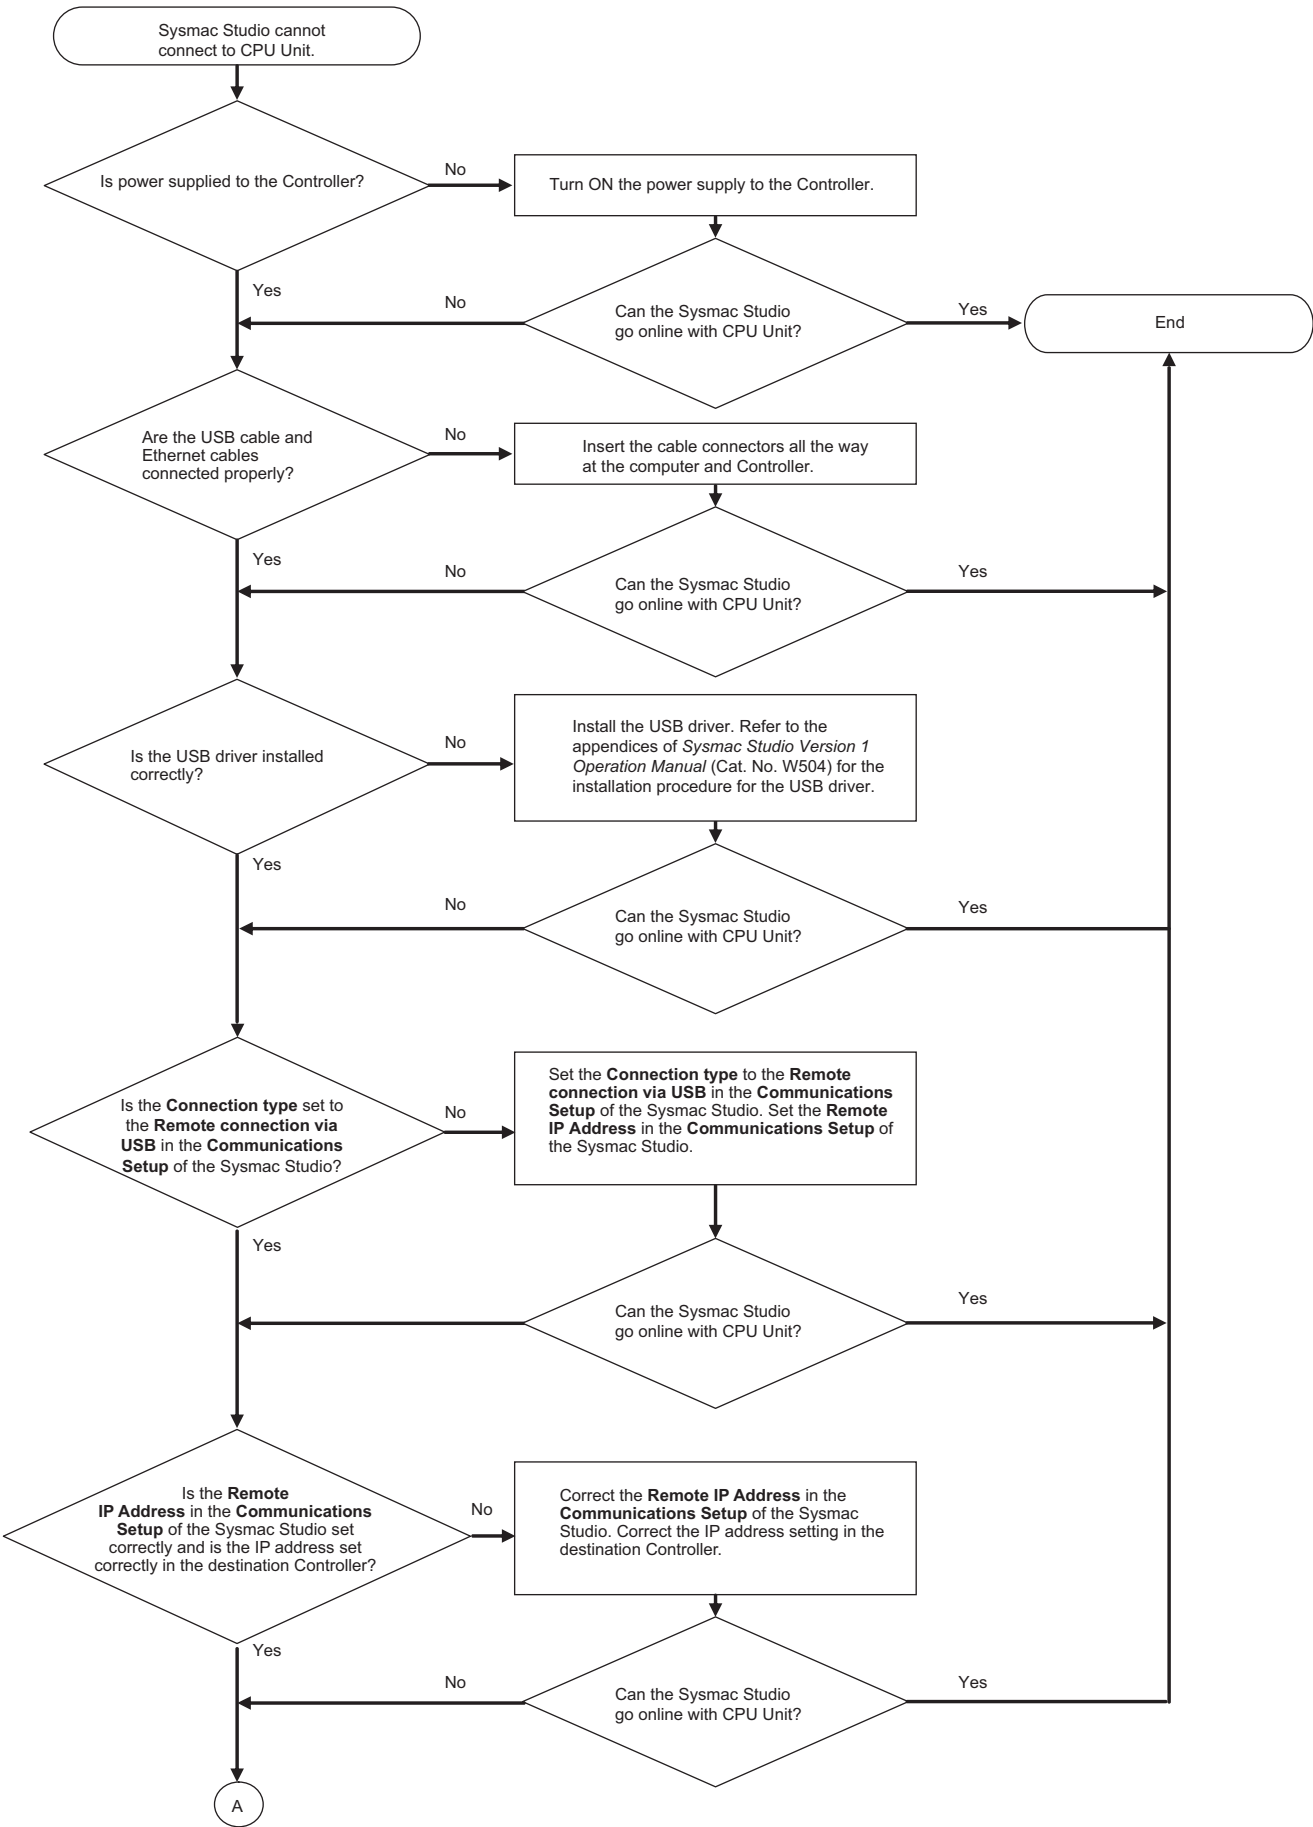 Sysmac Studio cannot
connect to CPU Unit.
Is power supplied to the Controller?
No
Turn ON the power supply to the Controller.
Yes
No
Can the Sysmac Studio
go online with CPU Unit?
Yes
End
Are the USB cable and
Ethernet cables
connected properly?
No
Insert the cable connectors all the way
at the computer and Controller.
Yes
No
Can the Sysmac Studio
go online with CPU Unit?
Yes
Is the USB driver installed
correctly?
No
Install the USB driver. Refer to the
appendices of Sysmac Studio Version 1
Operation Manual (Cat. No. W504) for the
installation procedure for the USB driver.
Yes
No
Can the Sysmac Studio
go online with CPU Unit?
Yes
Is the Connection type set to
the Remote connection via
USB in the Communications
Setup of the Sysmac Studio?
No
Set the Connection type to the Remote
connection via USB in the Communications
Setup of the Sysmac Studio. Set the Remote
IP Address in the Communications Setup of
the Sysmac Studio.
Yes
Can the Sysmac Studio
go online with CPU Unit?
Yes
Is the Remote
IP Address in the Communications
Setup of the Sysmac Studio set
correctly and is the IP address set
correctly in the destination Controller?
No
Correct the Remote IP Address in the
Communications Setup of the Sysmac
Studio. Correct the IP address setting in the
destination Controller.
Yes
No
Can the Sysmac Studio
go online with CPU Unit?
Yes
A